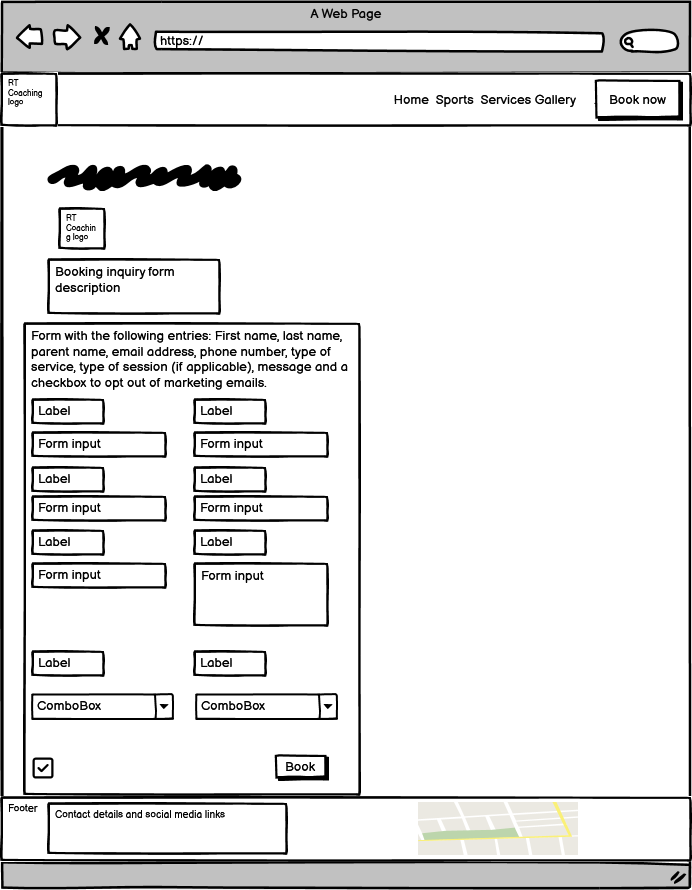 A Web Page
https://
RT
Coaching
logo
Home Sports Services Gallery
Book now
RT
Coachin
g logo
Booking inquiry form
description
Form with the following entries: First name, last name,
parent name, email address, phone number, type of
service, type of session (if applicable), message and a
checkbox to opt out of marketing emails.
Label Label
Form input Form input
Label Label
Form input Form input
Label Label
Form input Form input
Label Label
ComboBox ComboBox
Book
Footer
Contact details and social media links